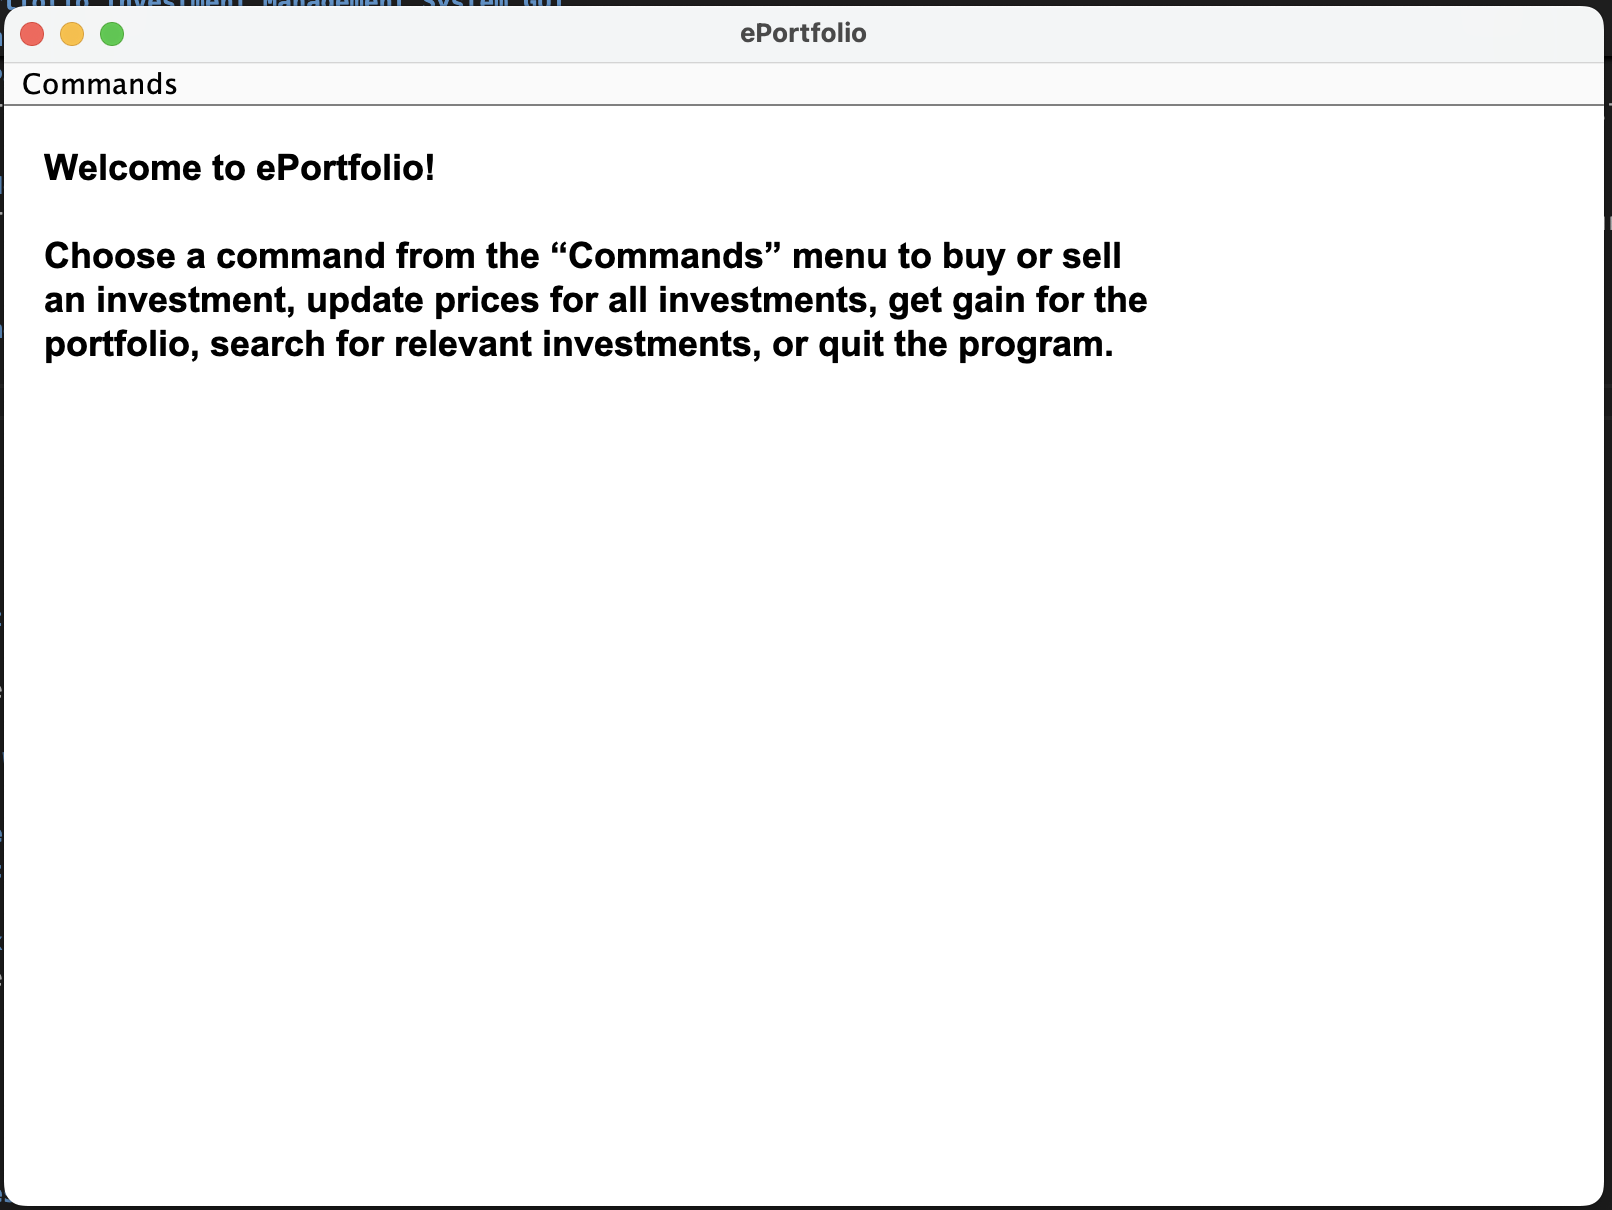 ePortfolio
Commands
Welcome to ePortfolio!
Choose a command from the “Commands” menu to buy or sell
an investment, update prices for all investments, get gain for the
portfolio, search for relevant investments, or quit the program.